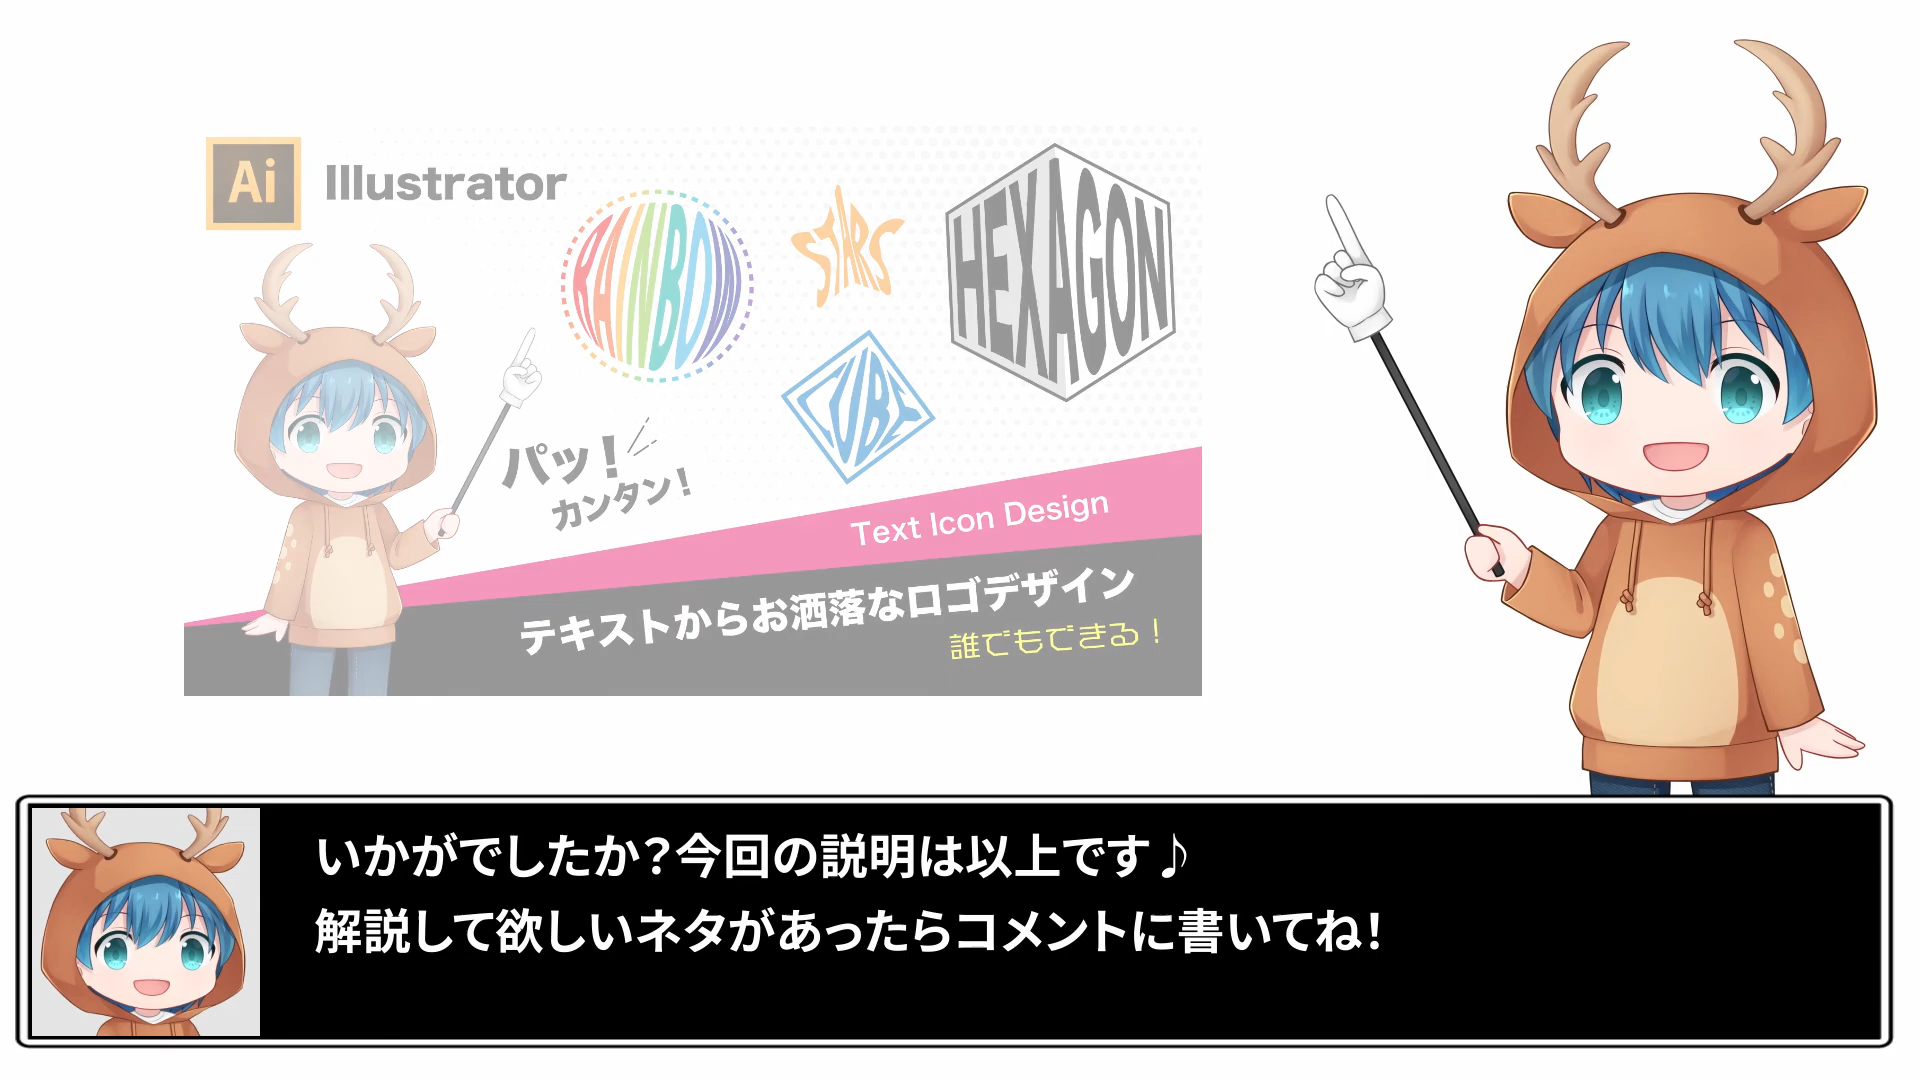 Ai
Illustrator
RAINBOW
STARS
HEXAGON
CUBE
パッ！
カンタン！
Text Icon Design
テキストからお洒落なロゴデザイン
誰でもできる！
いかがでしたか？今回の説明は以上です♪
解説して欲しいネタがあったらコメントに書いてね！